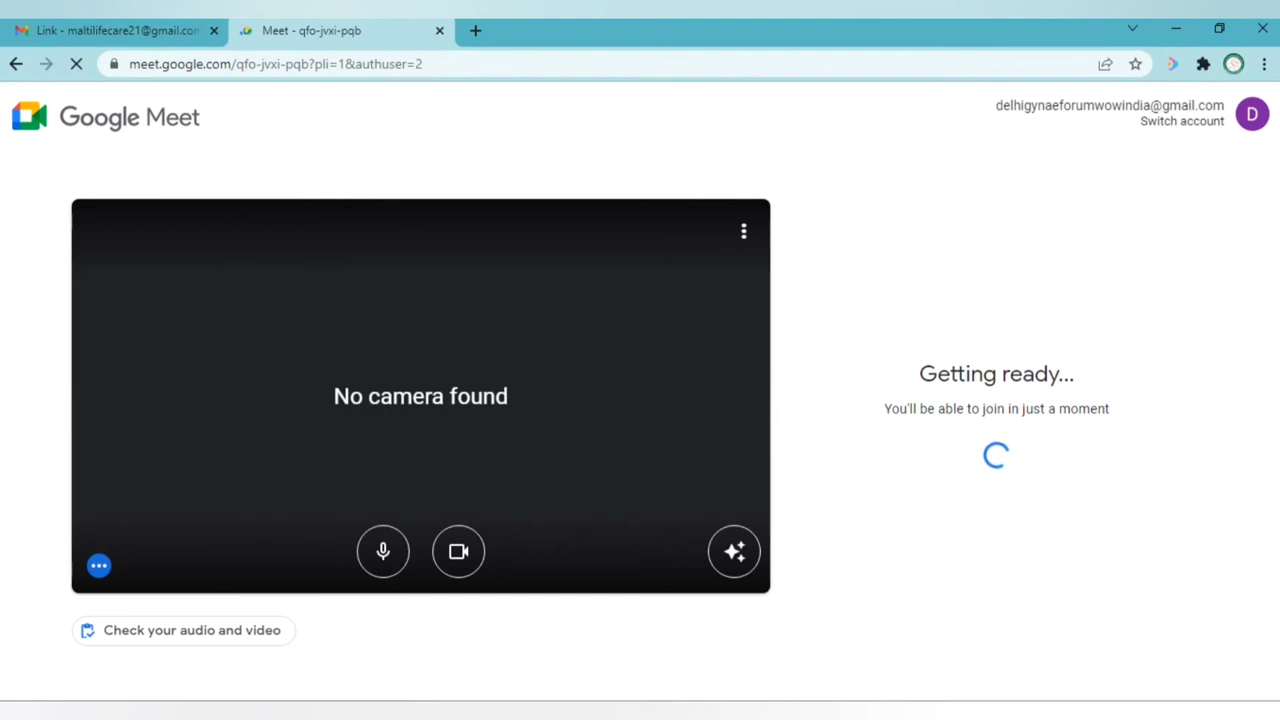 Link - maltilifecare21@gmail.com
Meet - qfo-jvxi-pqb
meet.google.com/qfo-jvxi-pqb?pli=1&authuser=2
Google Meet
delhigynaeforumwowindia@gmail.com
Switch account
D
No camera found
Getting ready...
You'll be able to join in just a moment
Check your audio and video